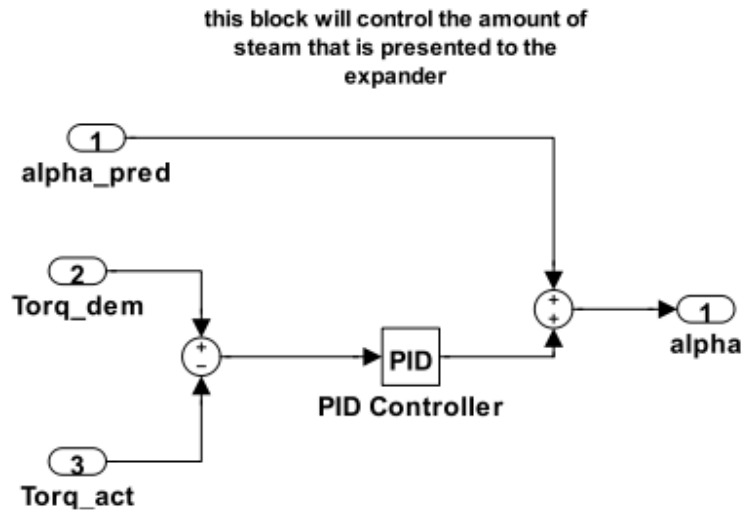 this block will control the amount of
steam that is presented to the
expander
1
alpha_pred
2
Torq_dem
+
−
3
Torq_act
PID
PID Controller
+
+
1
alpha